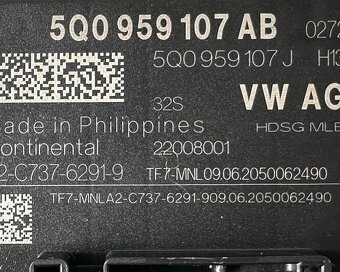 5Q0 959 107 AB 0272
5Q0 959 107 J H13
32S VW AG
ade in Philippines HDSG MLB
ontinental 22008001
2-C737-6291-9 TF7-MNL09.06.2050062490
TF7-MNLA2-C737-6291-909.06.2050062490